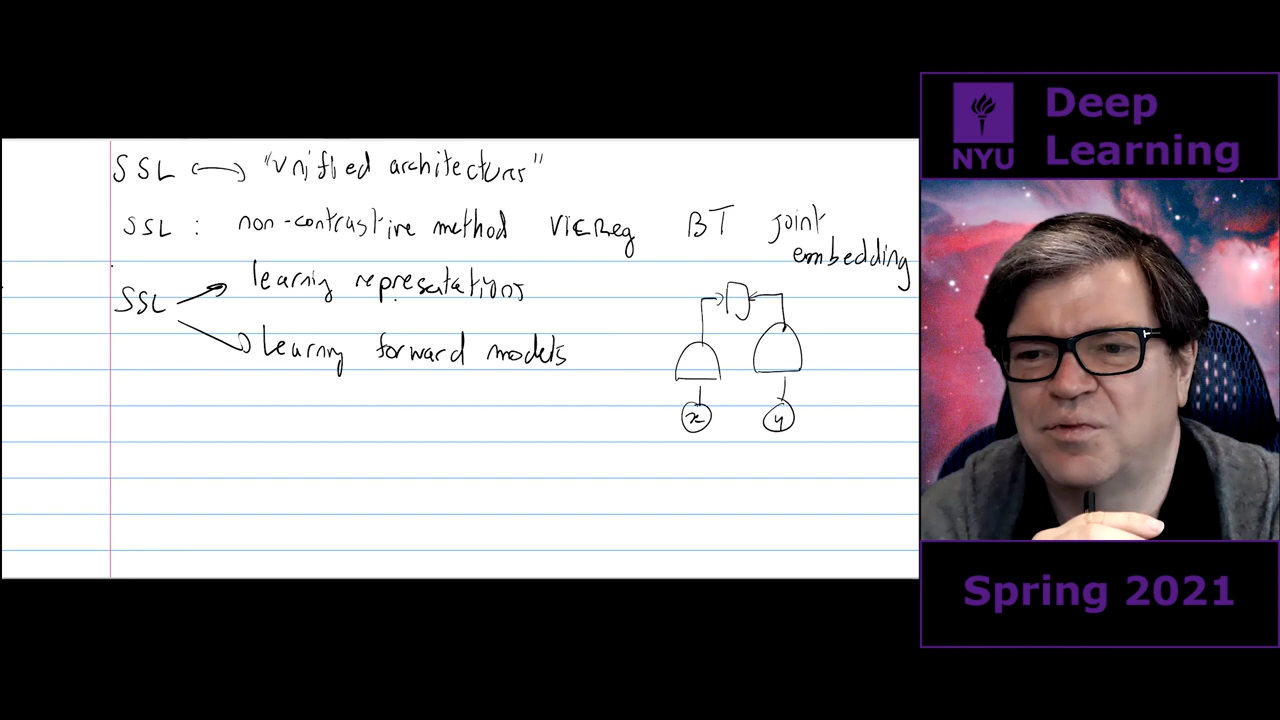 SSL ↔ "Unified architectures"
SSL : non-contrastive method VICReg BT joint embedding
SSL → learning representations
→ learning forward models
D
x y
NYU
Deep Learning
Spring 2021